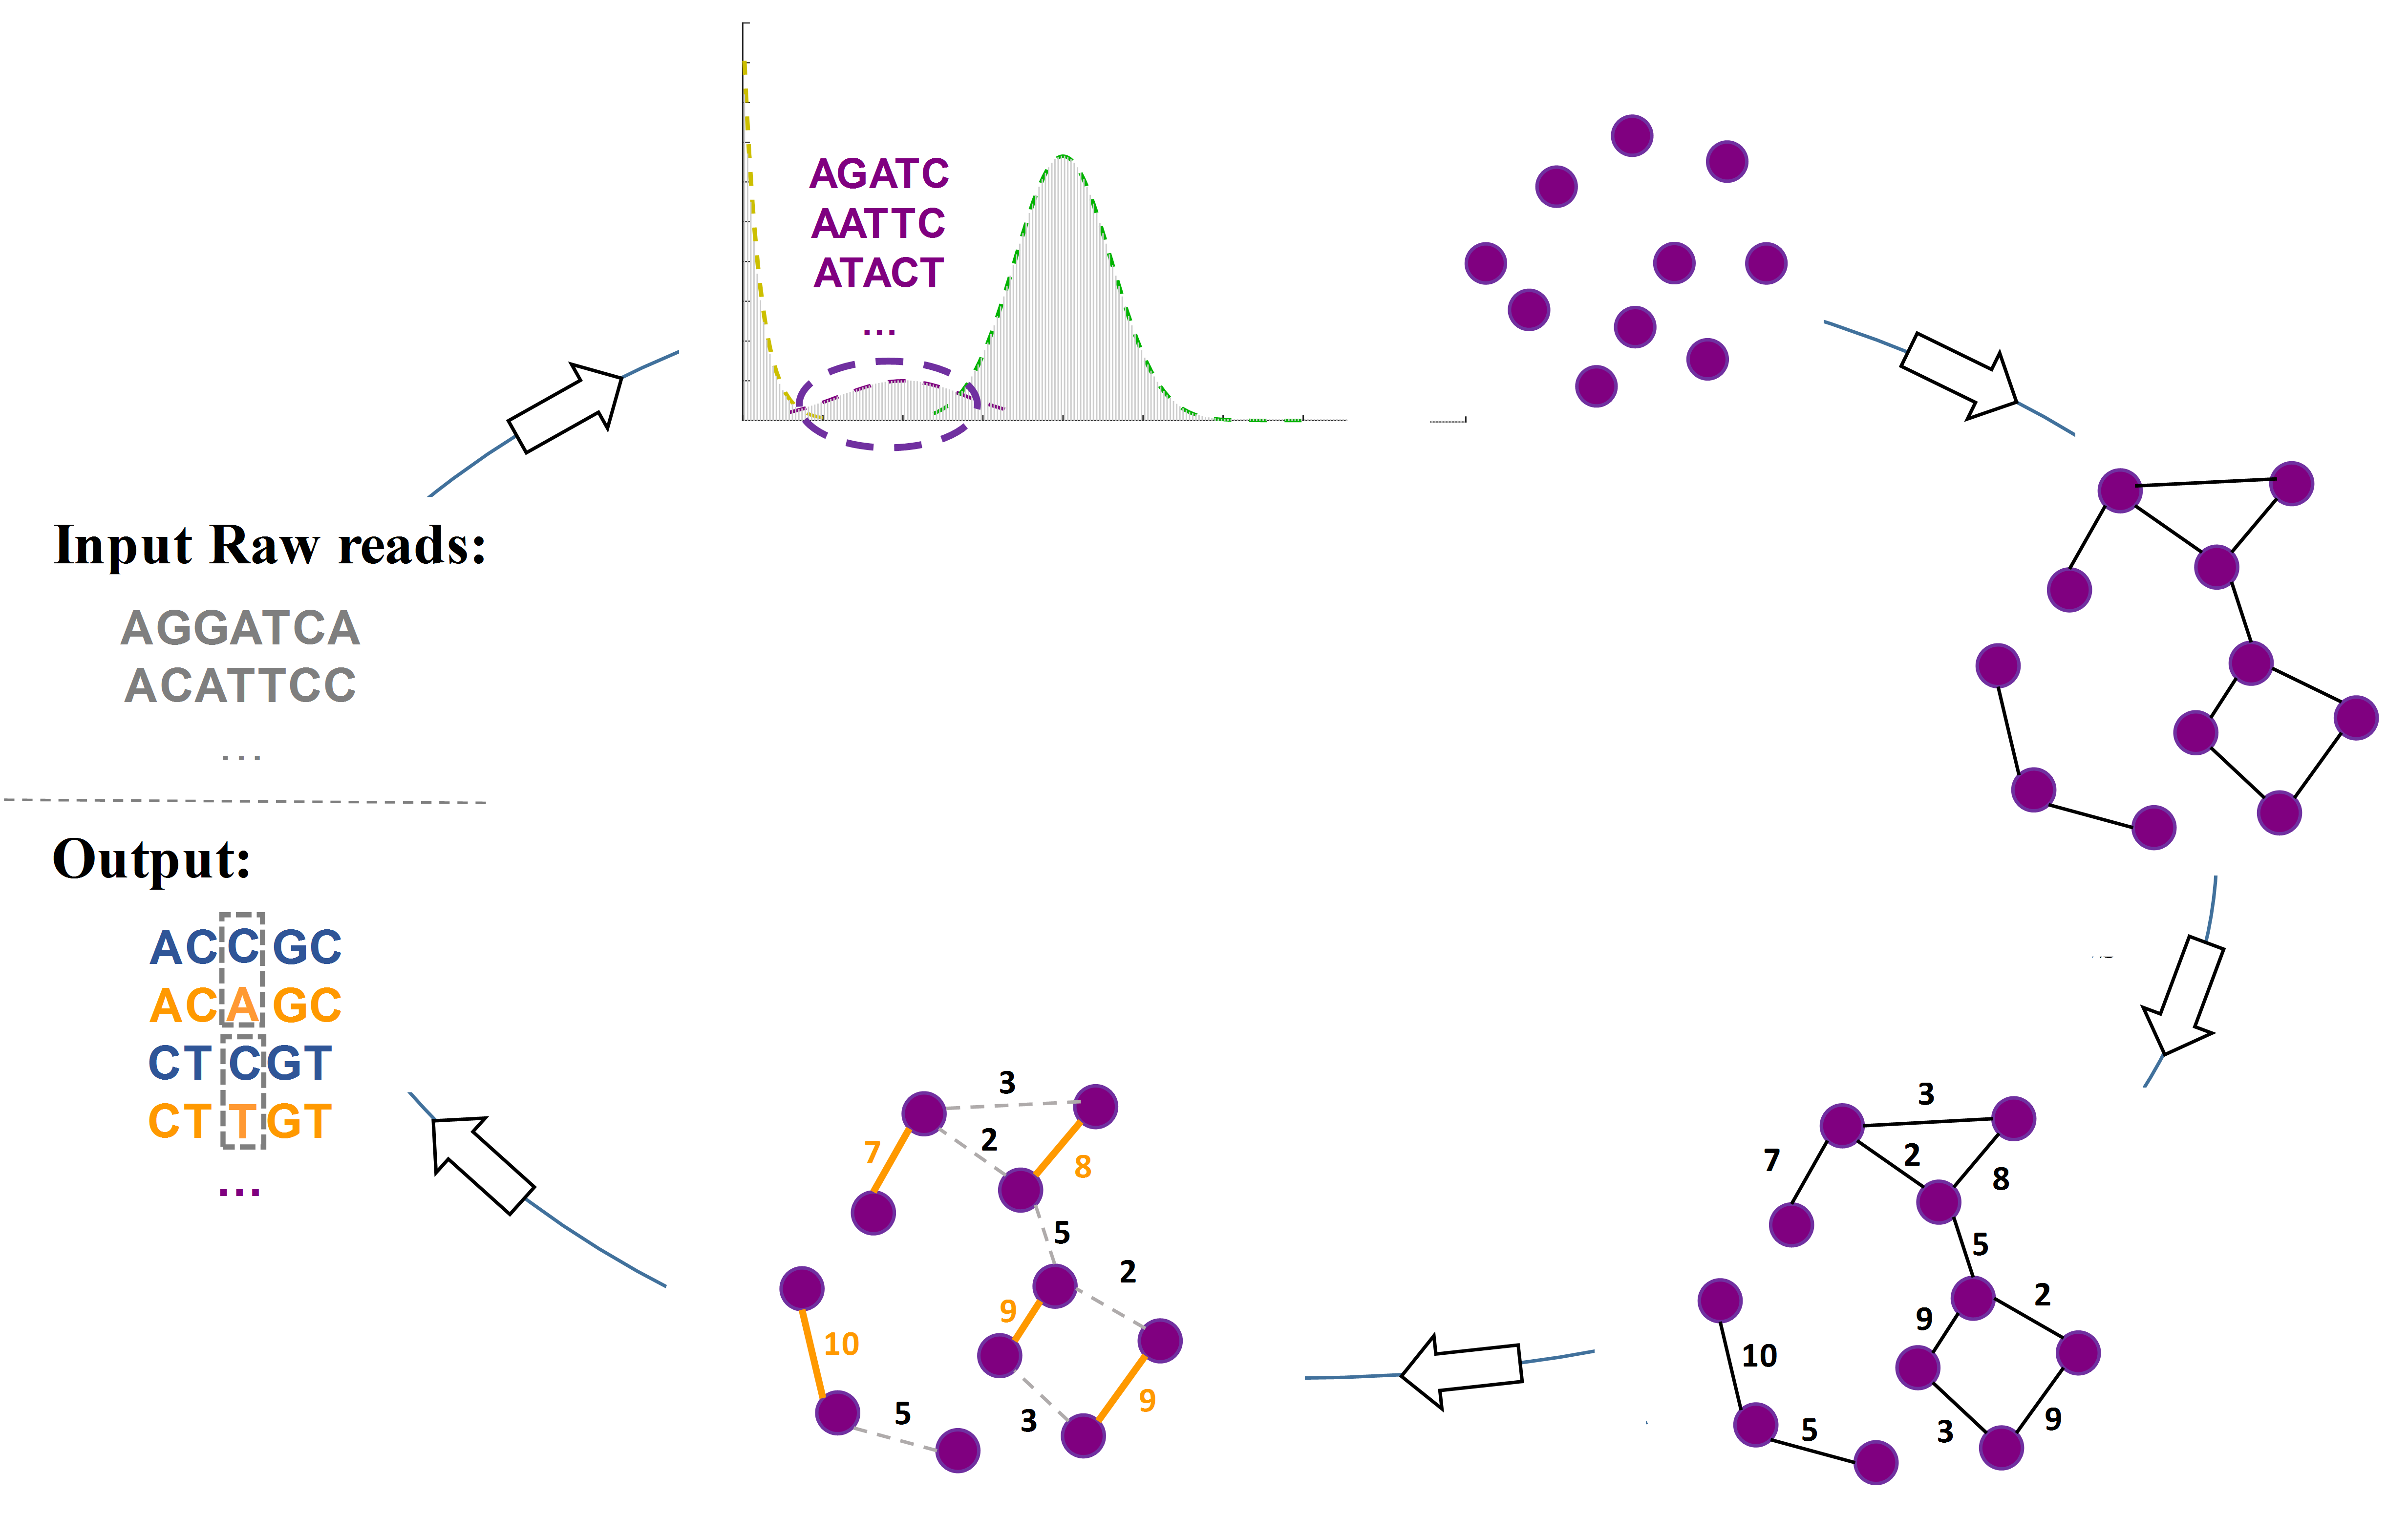 AGATC
AATTC
ATACT
...
Input Raw reads:
AGGATCA
ACATTCC
...
Output:
ACCGC
ACAGC
CTCGT
CTTGT
...
3
2
7
8
5
2
9
10
5
3
9
3
2
7
8
5
2
9
10
5
3
9